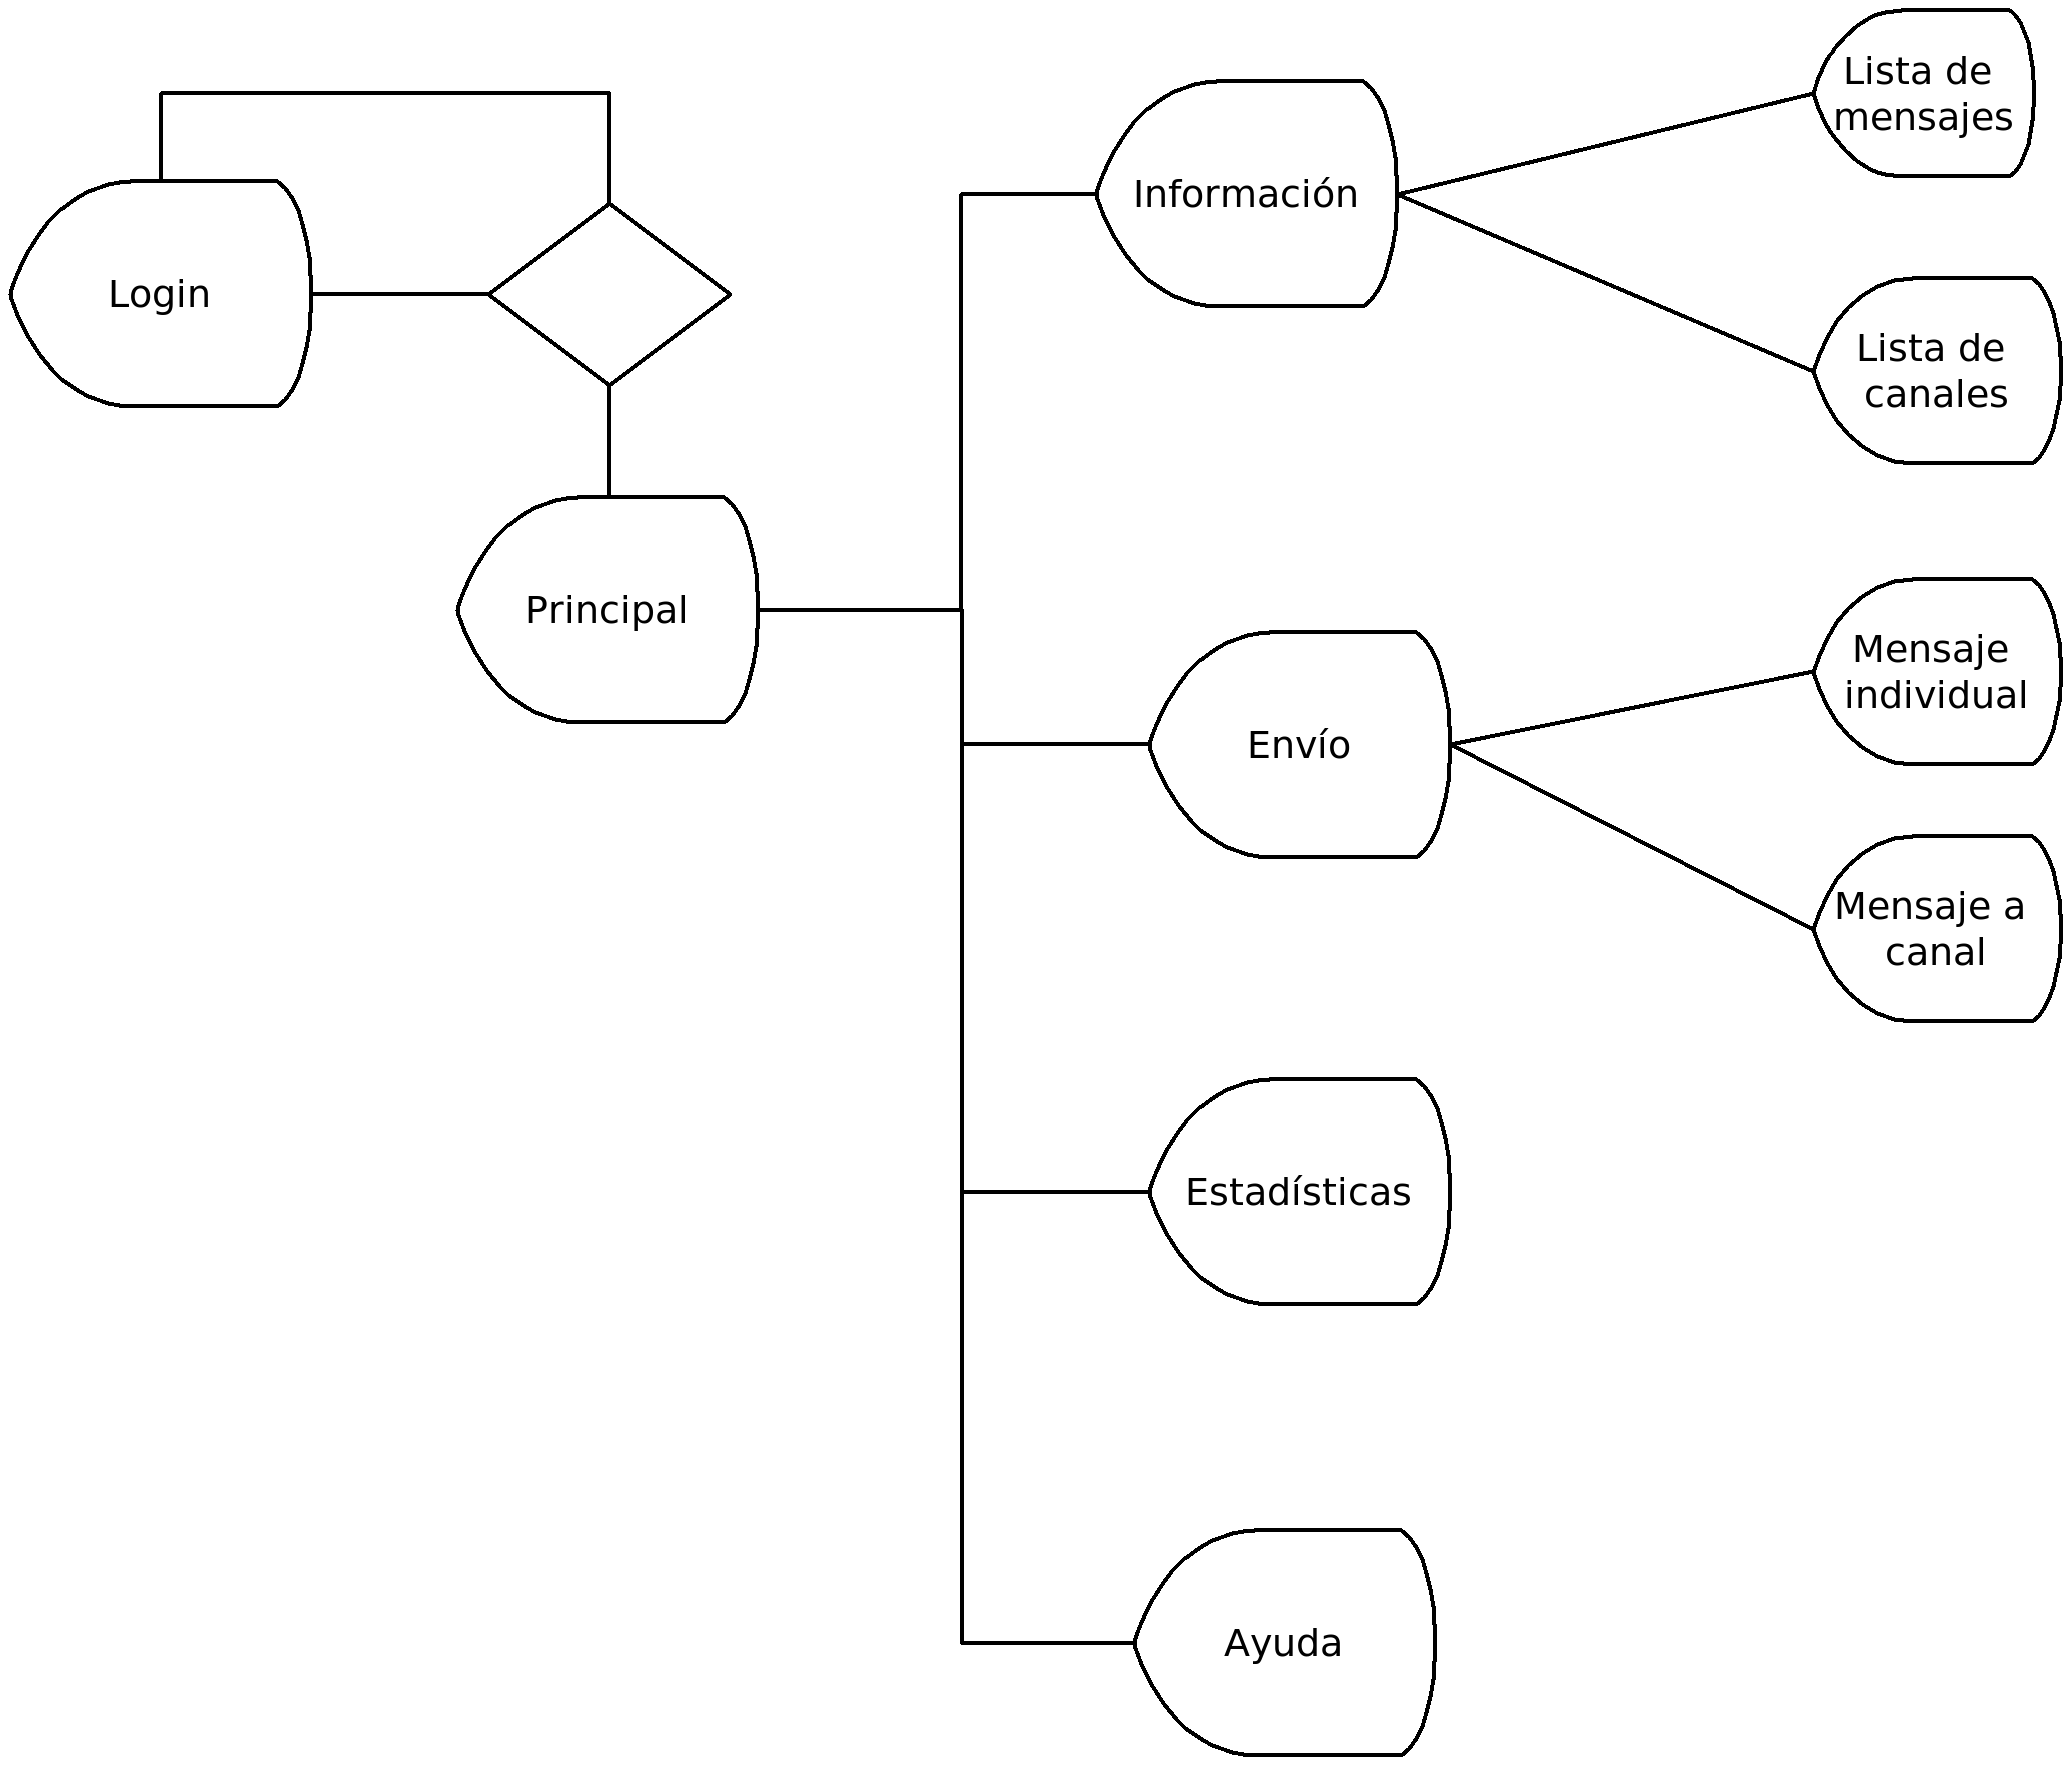 Login
Principal
Información
Lista de
mensajes
Lista de
canales
Envío
Mensaje
individual
Mensaje a
canal
Estadísticas
Ayuda